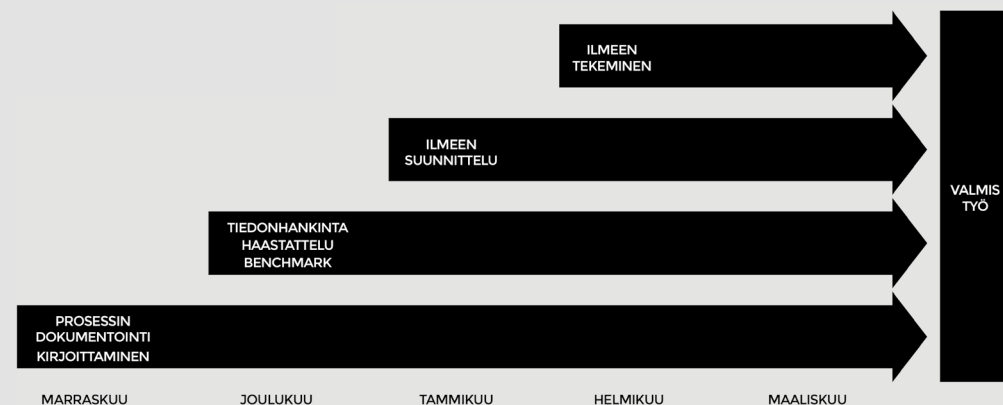 ILMEEN
TEKEMINEN
ILMEEN
SUUNNITTELU
VALMIS
TYÖ
TIEDONHANKINTA
HAASTATTELU
BENCHMARK
PROSESSIN
DOKUMENTOINTI
KIRJOITTAMINEN
MARRASKUU JOULUKUU TAMMIKUU HELMIKUU MAALISKUU